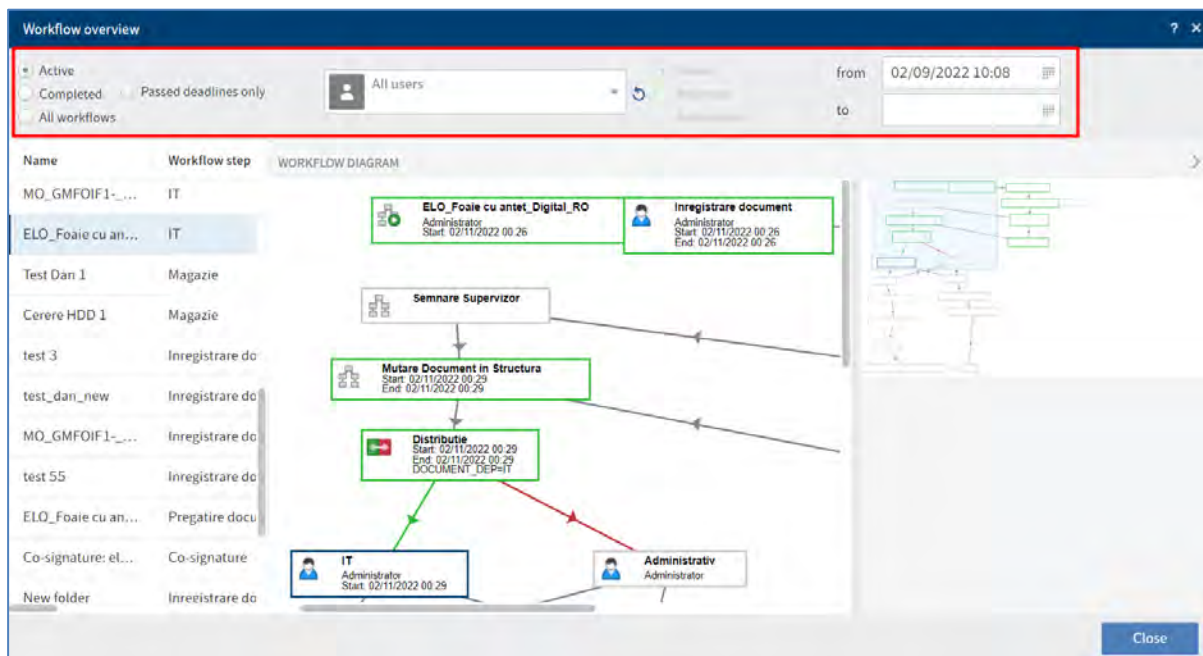 Workflow overview
? ×
Active
Completed
All workflows
Passed deadlines only
All users
from
02/09/2022 10:08
to
Name
Workflow step
WORKFLOW DIAGRAM
MO_GMFOIF1-_...
IT
ELO_Foaie cu an...
IT
Test Dan 1
Magazie
Cerere HDD 1
Magazie
test 3
Inregistrare do
test_dan_new
Inregistrare do
MO_GMFOIF1-_...
Inregistrare do
test 55
Inregistrare do
ELO_Foaie cu an...
Pregatire docu
Co-signature: el...
Co-signature
New folder
Inregistrare do
ELO_Foaie cu antet_Digital_RO
Administrator
Start: 02/11/2022 00:26
Inregistrare document
Administrator
Start: 02/11/2022 00:26
End: 02/11/2022 00:26
Semnare Supervizor
Mutare Document in Structura
Start: 02/11/2022 00:29
End: 02/11/2022 00:29
Distributie
Start: 02/11/2022 00:29
End: 02/11/2022 00:29
DOCUMENT_DEP=IT
IT
Administrator
Start: 02/11/2022 00:29
Administrativ
Administrator
Close